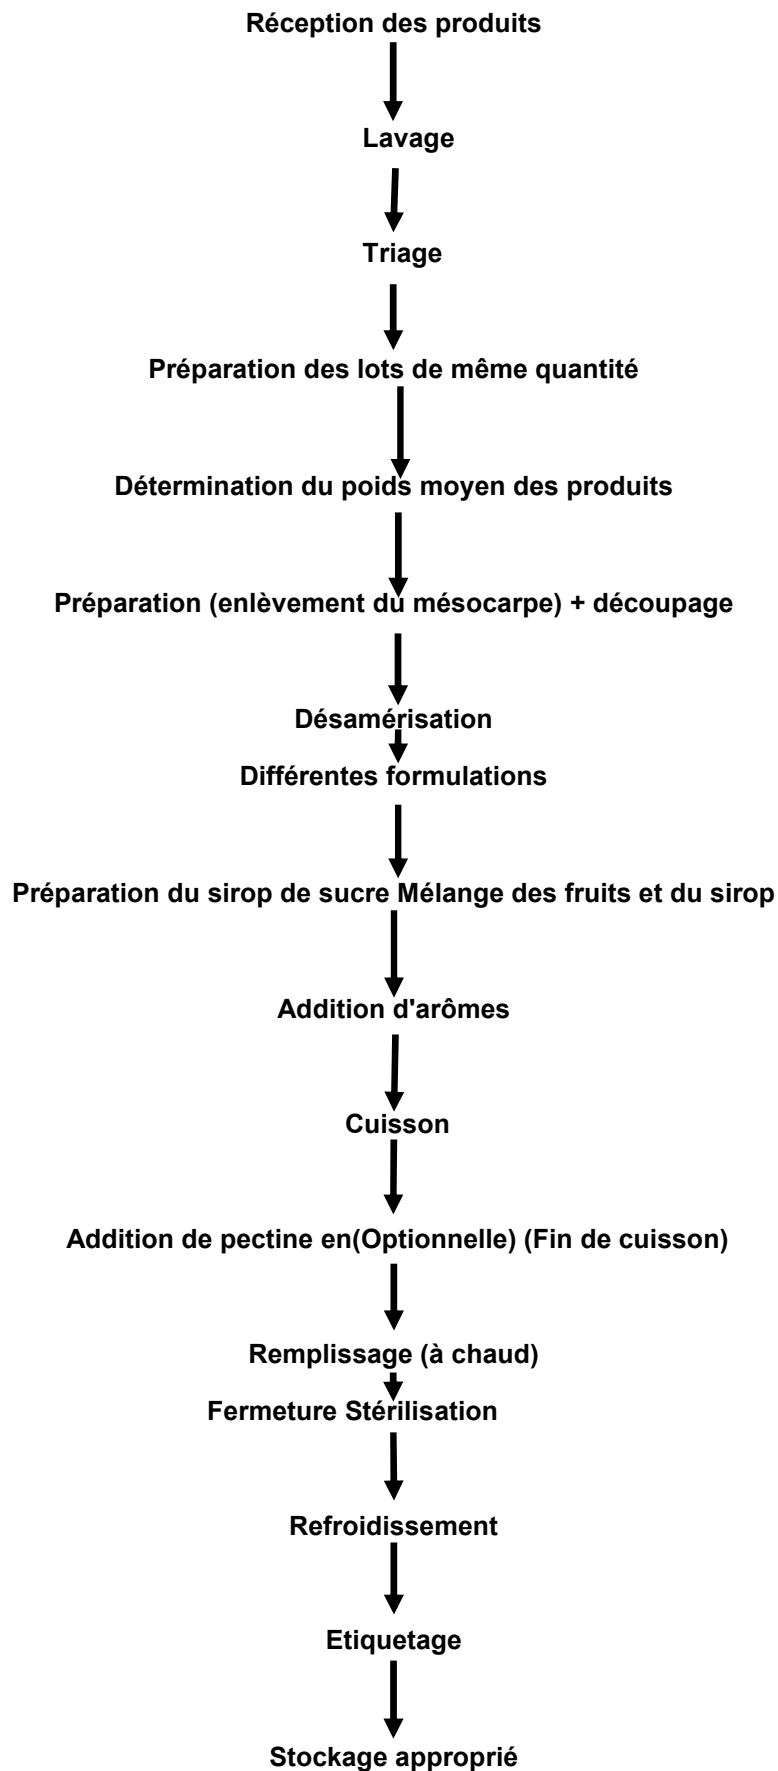 Réception des produits
Lavage
Triage
Préparation des lots de même quantité
Détermination du poids moyen des produits
Préparation (enlèvement du mésocarpe) + découpage
Désamérisation
Différentes formulations
Préparation du sirop de sucre Mélange des fruits et du sirop
Addition d'arômes
Cuisson
Addition de pectine en(Optionnelle) (Fin de cuisson)
Remplissage (à chaud)
Fermeture Stérilisation
Refroidissement
Etiquetage
Stockage approprié